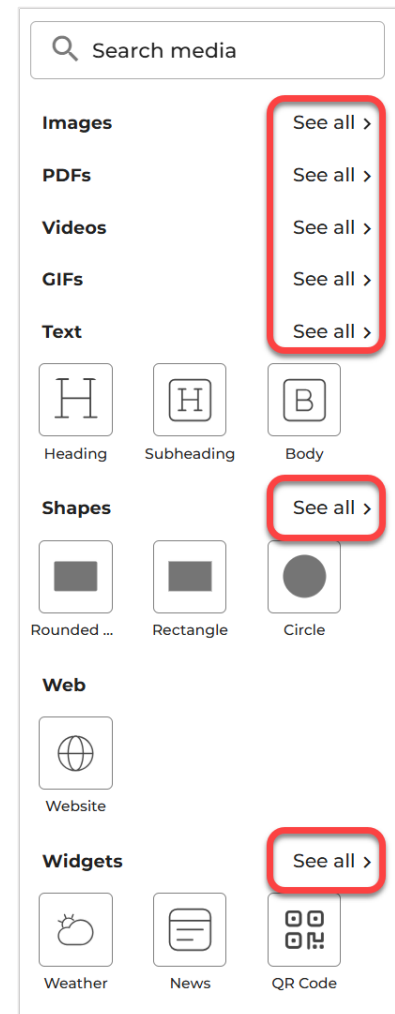 Search media
Images See all >
PDFs See all >
Videos See all >
GIFs See all >
Text See all >
H H B
Heading Subheading Body
Shapes See all >
Rounded ... Rectangle Circle
Web
Website
Widgets See all >
Weather News QR Code